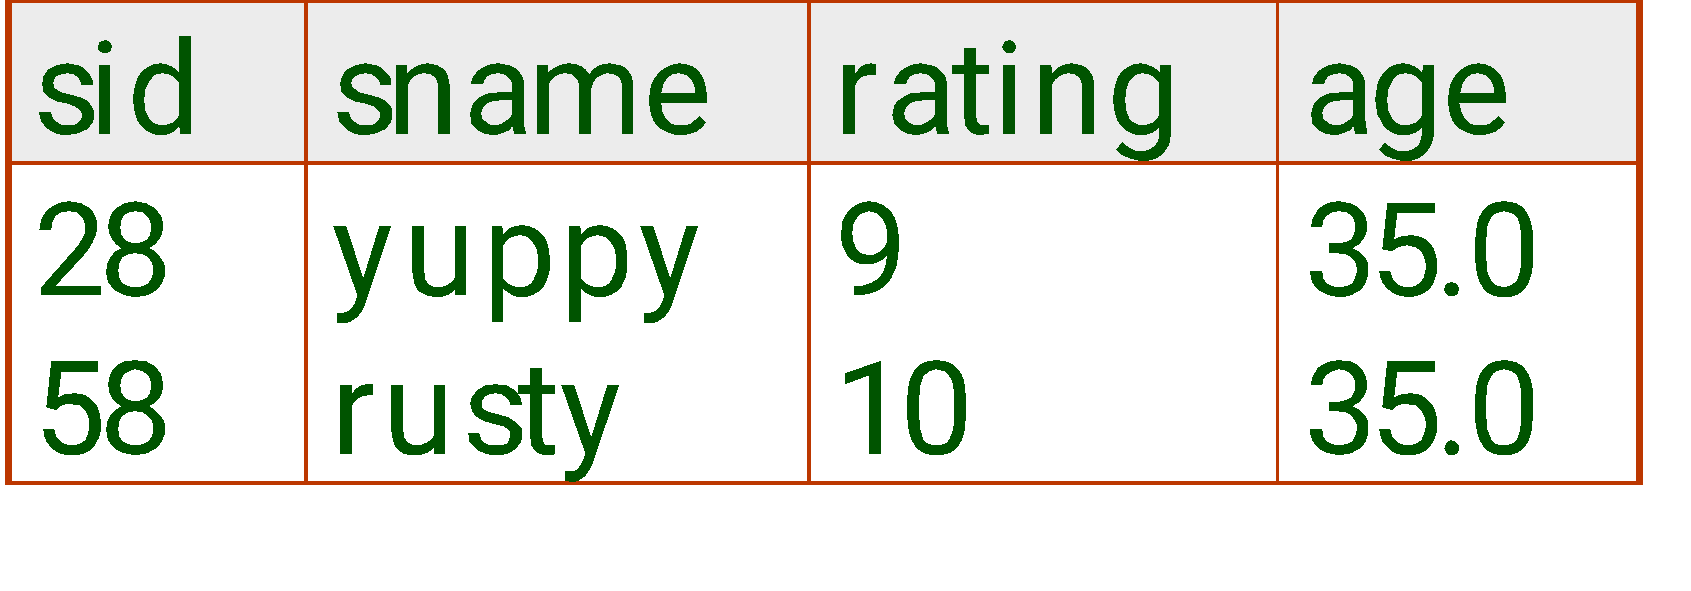 sid sname rating age
28 yuppy 9 35.0
58 rusty 10 35.0